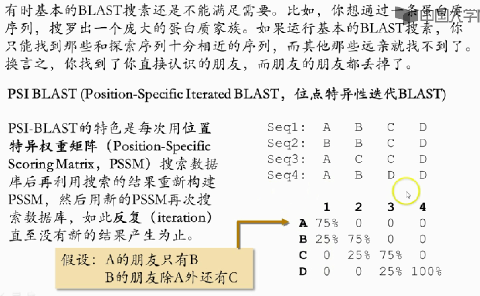 有时基本的BLAST搜素还是不能满足需要。比如,你想通过一条蛋白质
序列,搜罗出一个庞大的蛋白质家族。如果运行基本的BLAST搜素,你
只能找到那些和探索序列十分相近的序列,而其他那些远亲就找不到了。
换言之,你找到了你直接认识的朋友,而朋友的朋友都丢掉了。
PSI BLAST (Position-Specific Iterated BLAST,位点特异性迭代BLAST)
PSI-BLAST的特色是每次用位置
特异权重矩阵(Position-Specific
Scoring Matrix,PSSM)搜索数据
库后再利用搜索的结果重新构建
PSSM,然后用新的PSSM再次搜
索数据库,如此反复(iteration)
直至没有新的结果产生为止。
Seq1: A B C D
Seq2: B B C D
Seq3: A C C D
Seq4: A B D D
1 2 3 4
A 75% 0 0 0
B 25% 75% 0 0
C 0 25% 75% 0
D 0 0 25% 100%
假设:A的朋友只有B
B的朋友除A外还有C